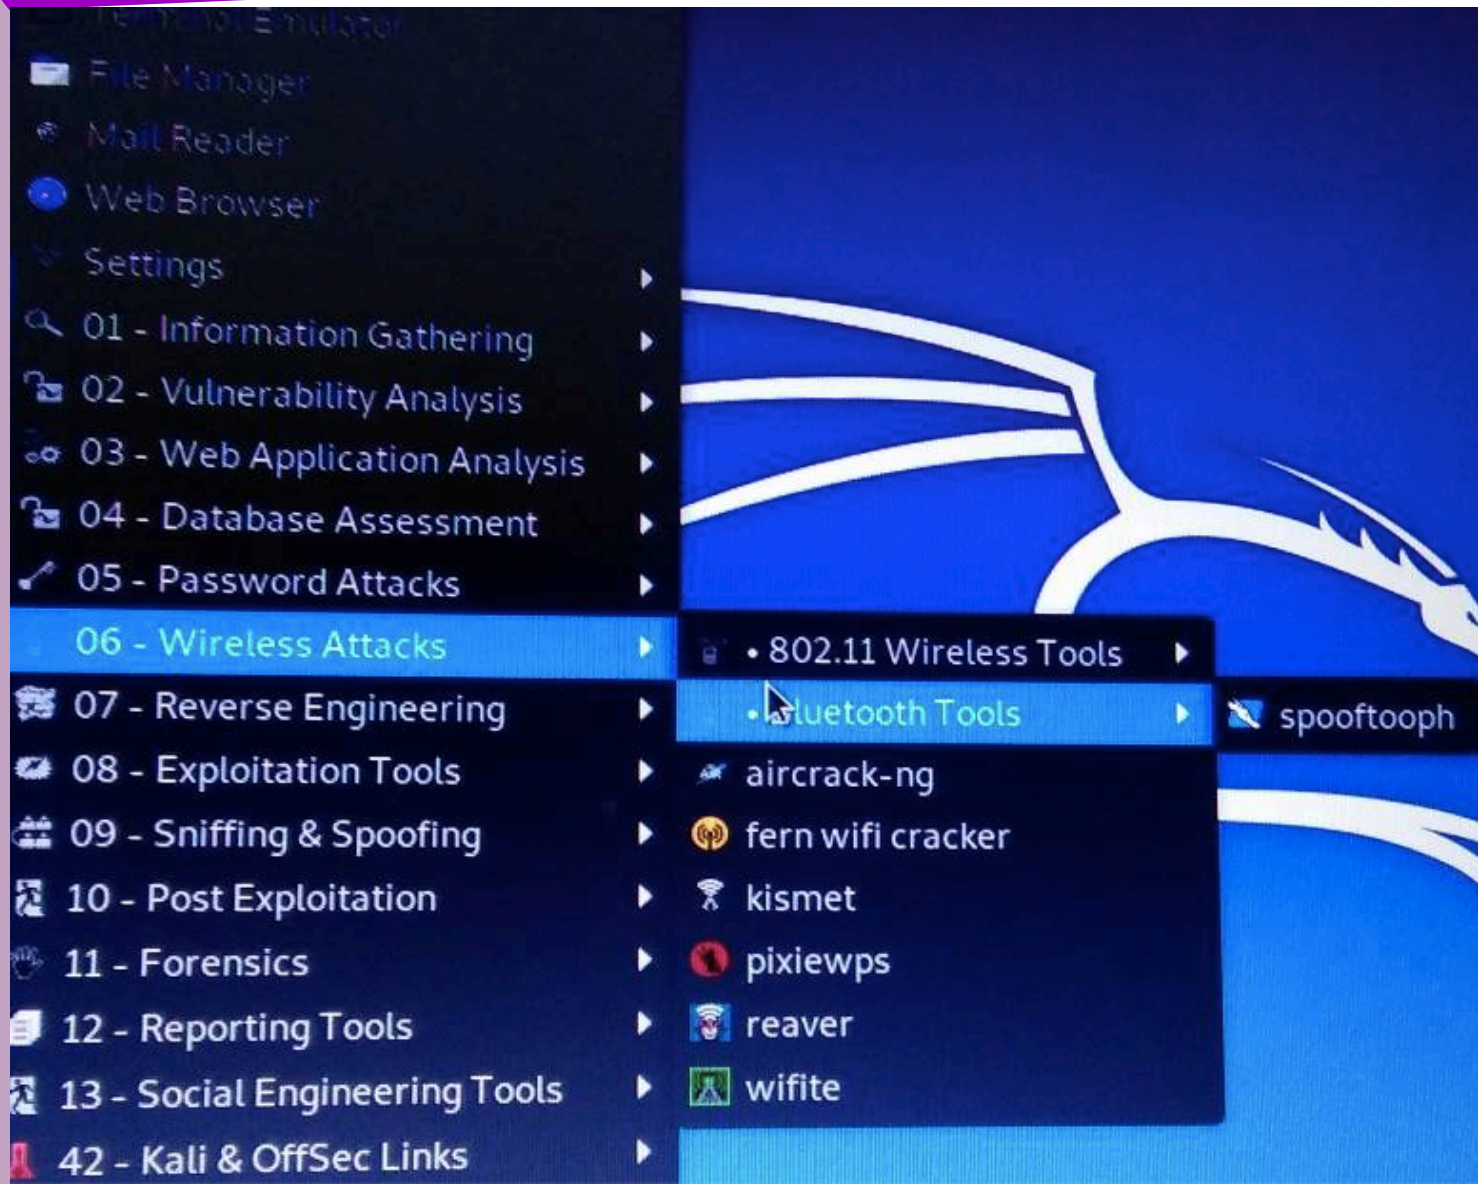 Terminal Emulator
File Manager
Mail Reader
Web Browser
Settings
01 - Information Gathering
02 - Vulnerability Analysis
03 - Web Application Analysis
04 - Database Assessment
05 - Password Attacks
06 - Wireless Attacks
07 - Reverse Engineering
08 - Exploitation Tools
09 - Sniffing & Spoofing
10 - Post Exploitation
11 - Forensics
12 - Reporting Tools
13 - Social Engineering Tools
42 - Kali & OffSec Links
• 802.11 Wireless Tools
• Bluetooth Tools
aircrack-ng
fern wifi cracker
kismet
pixiewps
reaver
wifite
spooftooph